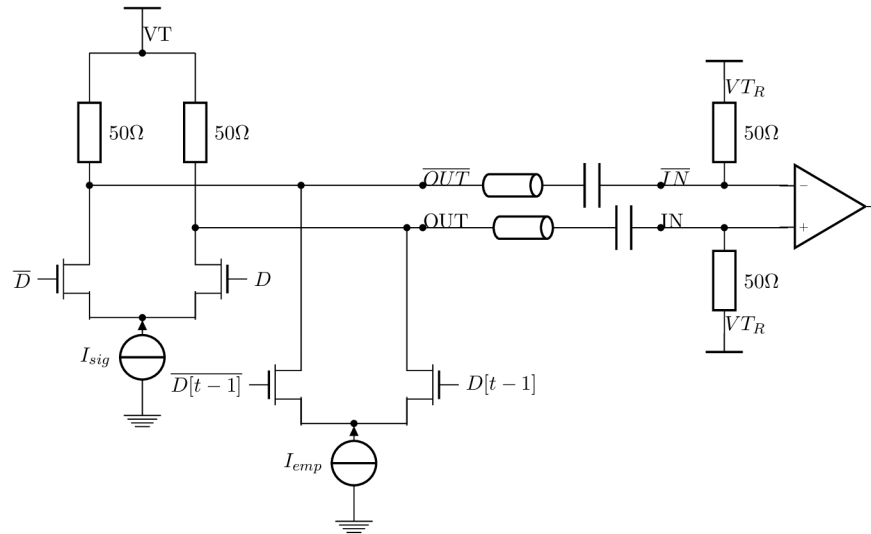 VT
50Ω
50Ω
VT_R
50Ω
\overline{OUT}
\overline{IN}
−
OUT
IN
+
\overline{D}
D
50Ω
VT_R
I_{sig}
\overline{D[t − 1]}
D[t − 1]
I_{emp}